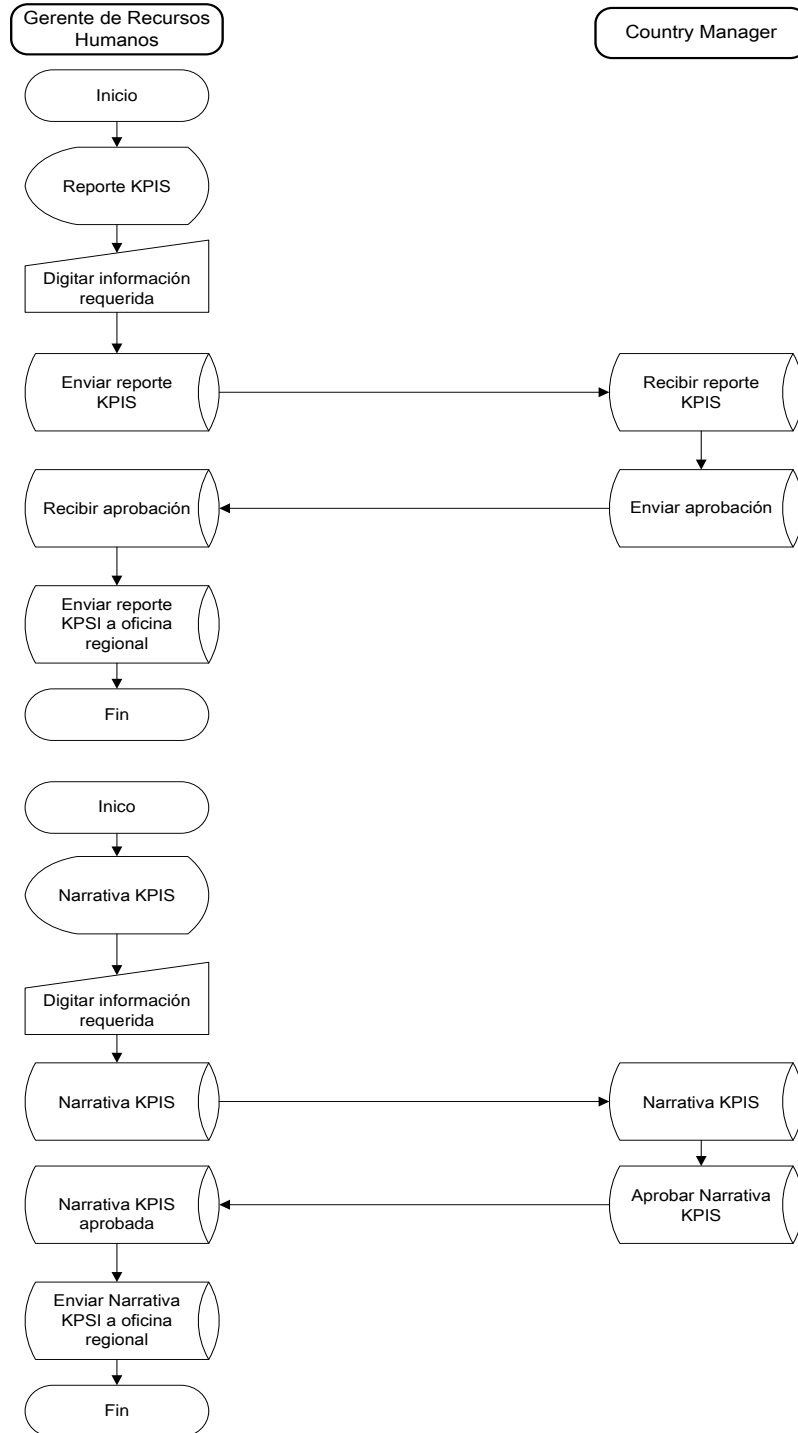 Gerente de Recursos
Humanos
Country Manager
Inicio
Reporte KPIS
Digitar información
requerida
Enviar reporte
KPIS
Recibir reporte
KPIS
Recibir aprobación
Enviar aprobación
Enviar reporte
KPSI a oficina
regional
Fin
Inico
Narrativa KPIS
Digitar información
requerida
Narrativa KPIS
Narrativa KPIS
Narrativa KPIS
aprobada
Aprobar Narrativa
KPIS
Enviar Narrativa
KPSI a oficina
regional
Fin